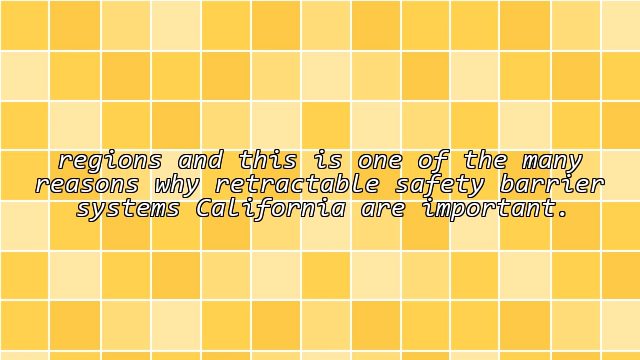 regions and this is one of the many
reasons why retractable safety barrier
systems California are important.